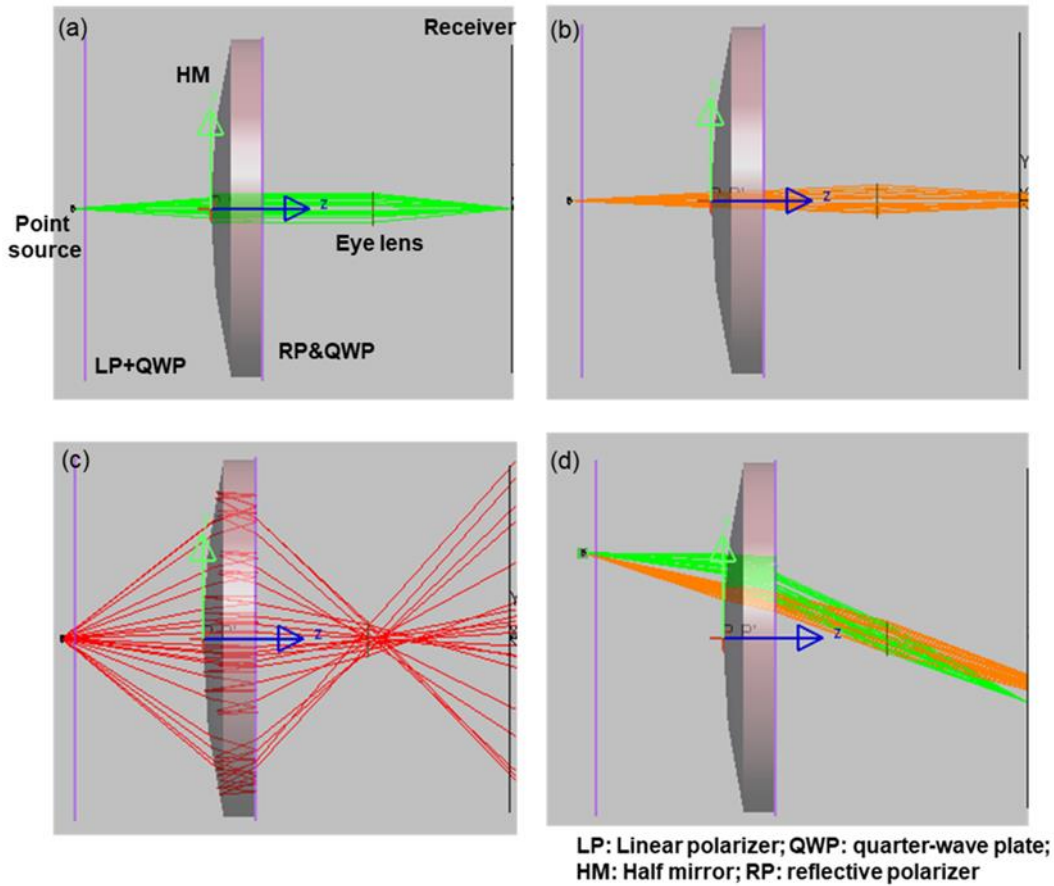 (a)
Receiver
HM
z
Point
source
Eye lens
LP+QWP
RP&QWP
(b)
Y
z
(c)
z
(d)
z
LP: Linear polarizer; QWP: quarter-wave plate;
HM: Half mirror; RP: reflective polarizer